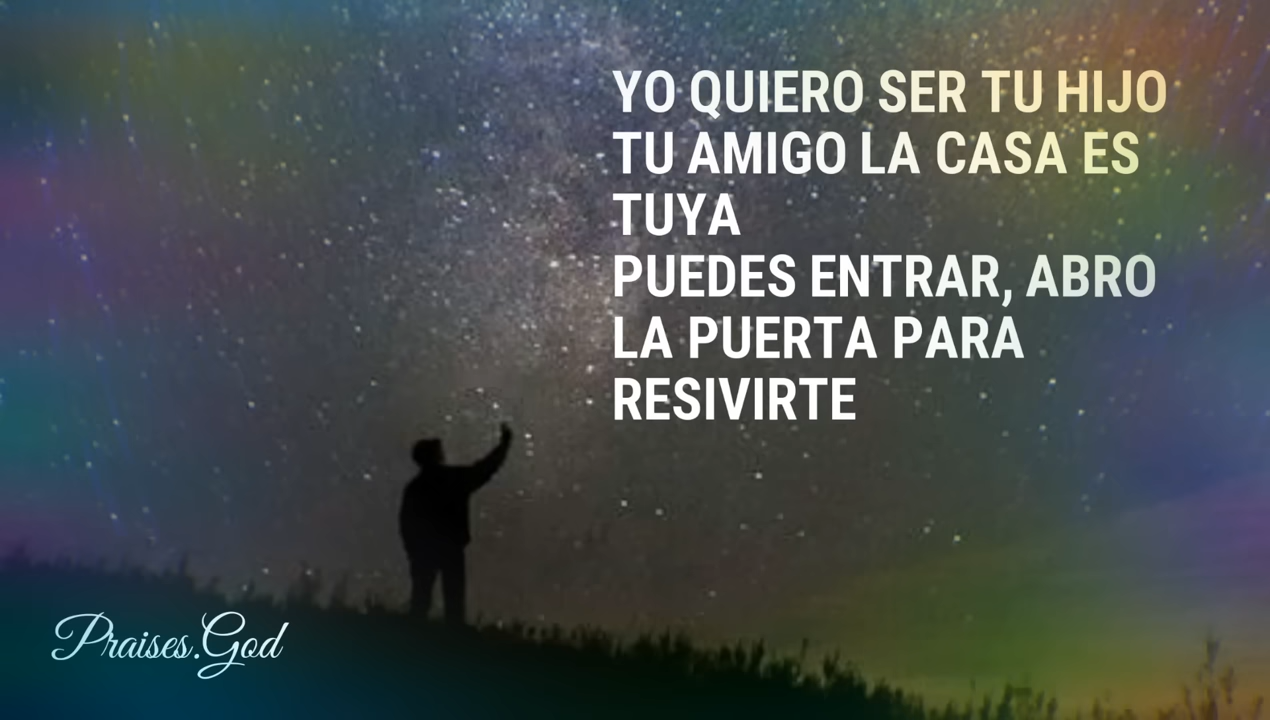 YO QUIERO SER TU HIJO
TU AMIGO LA CASA ES
TUYA
PUEDES ENTRAR, ABRO
LA PUERTA PARA
RESIVIRTE
Praises.God